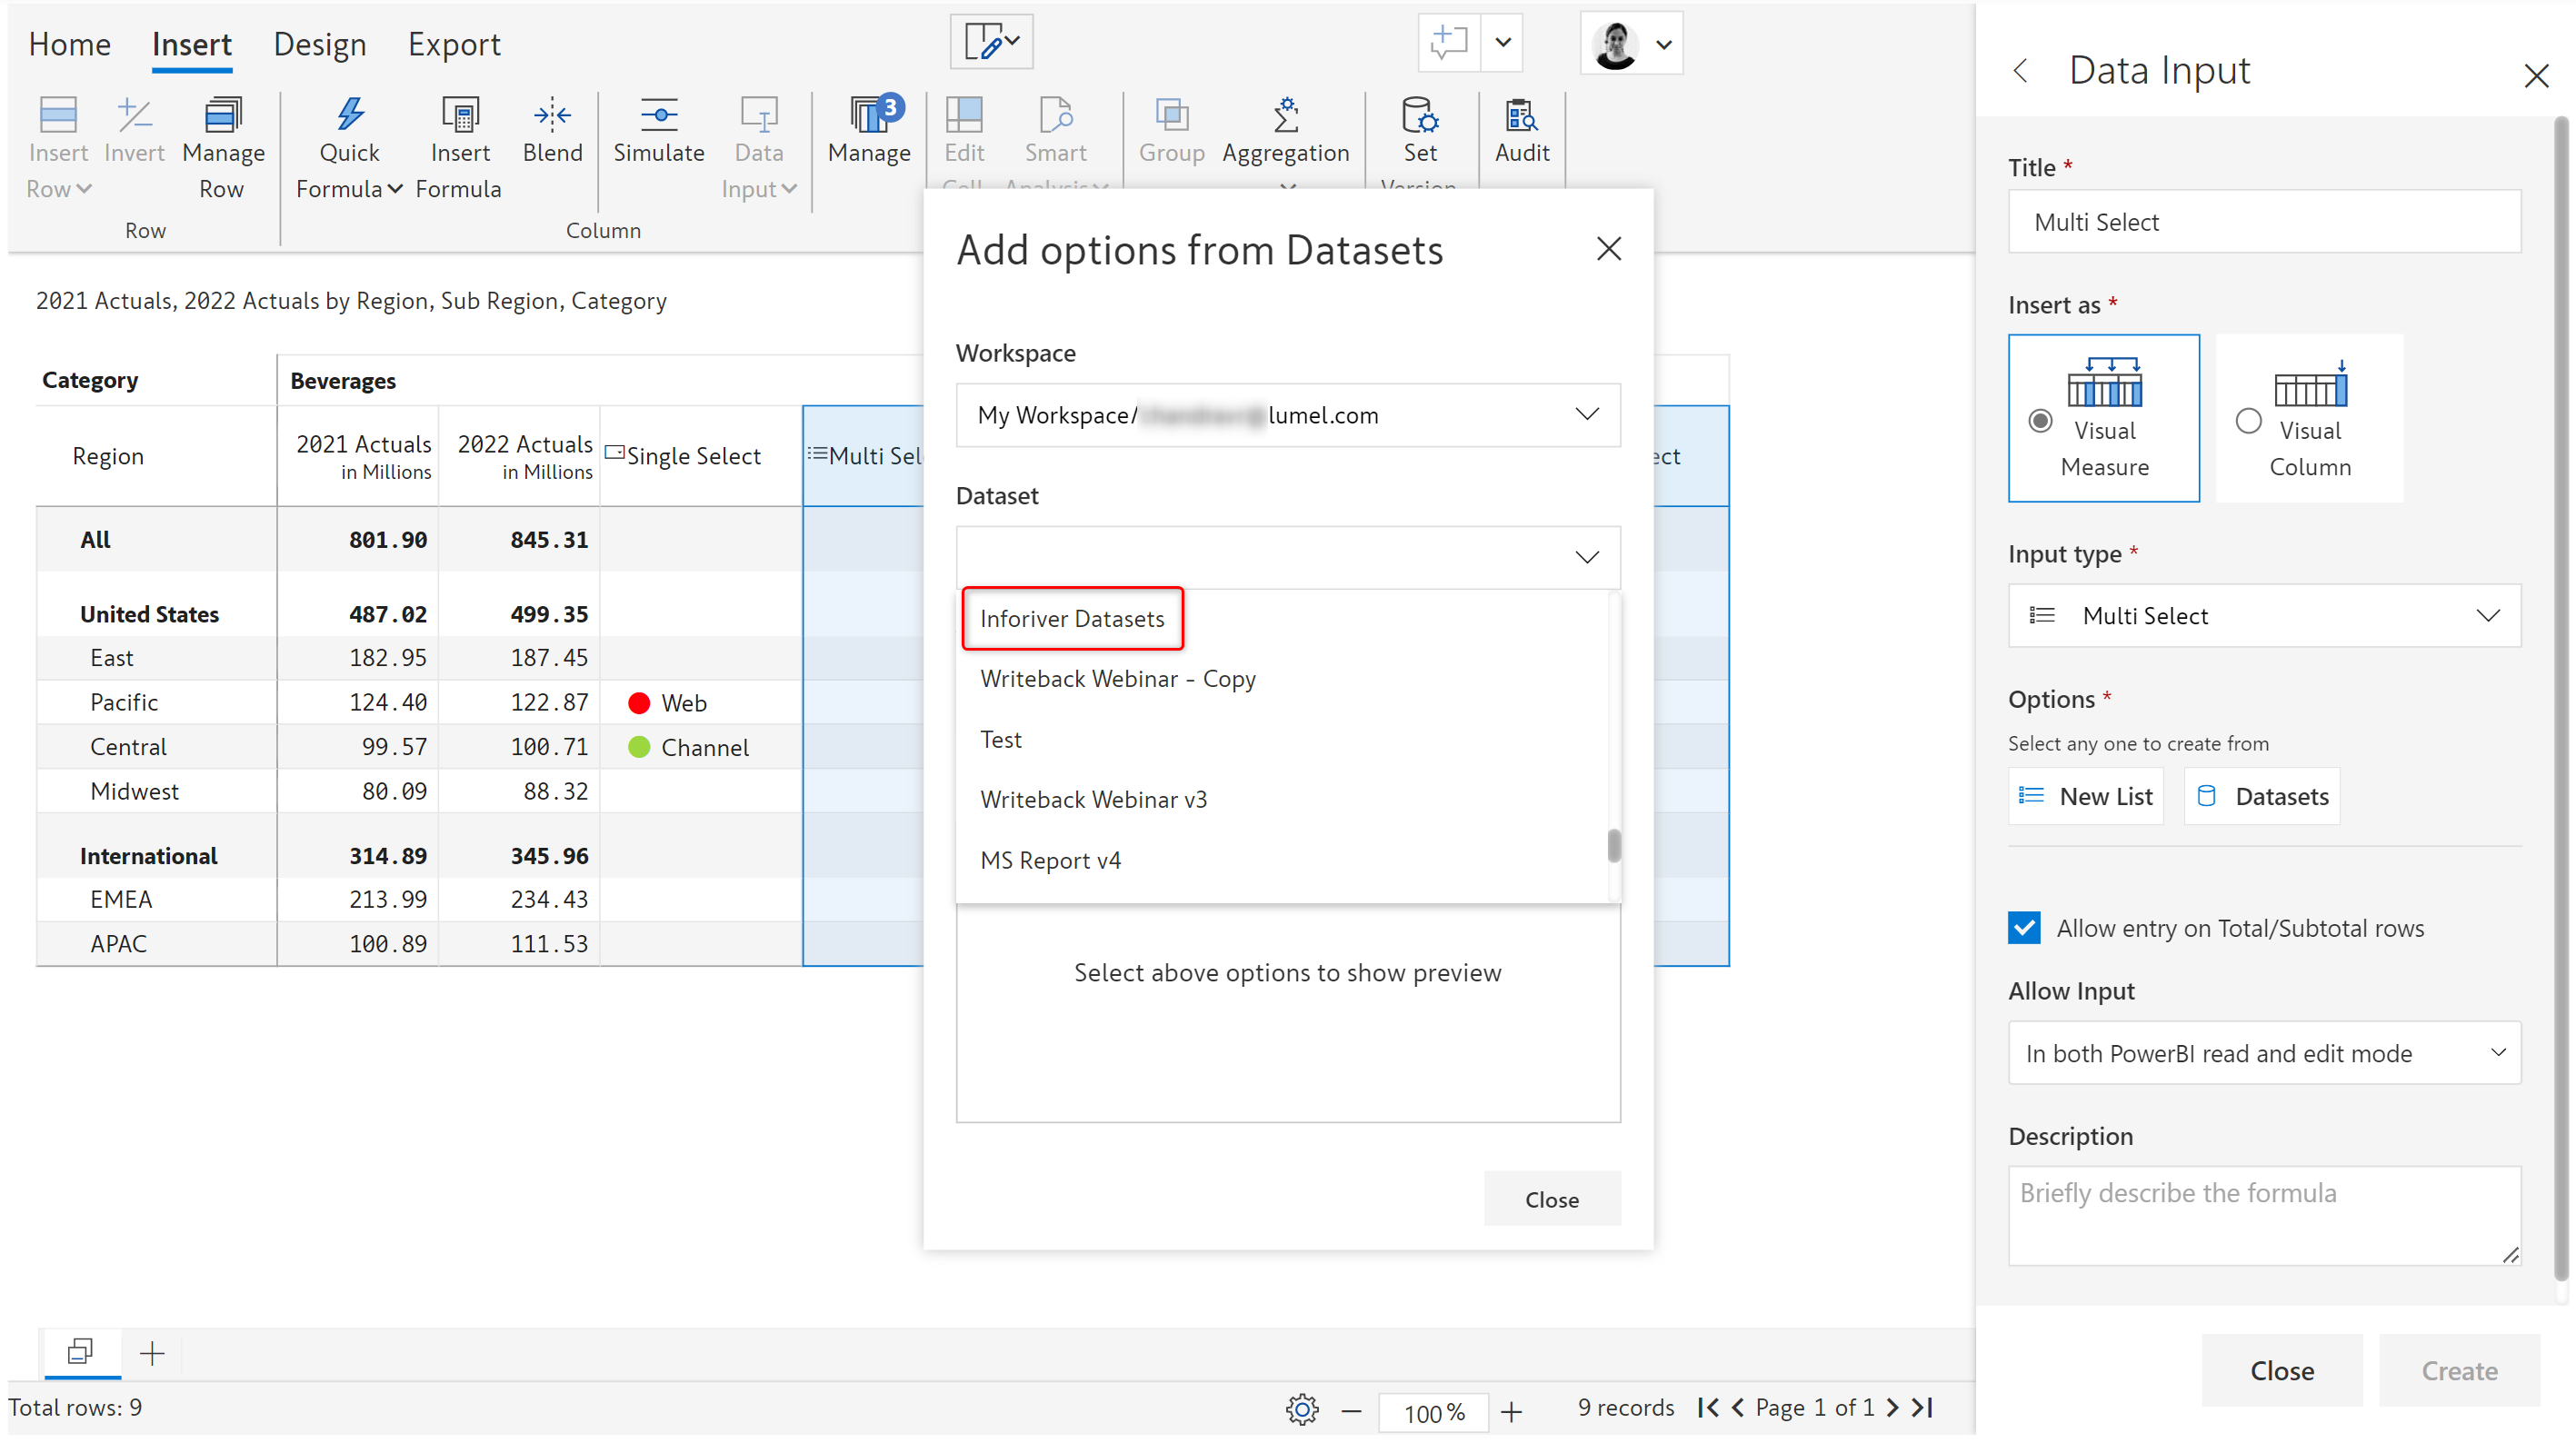 Home Insert Design Export
3
Insert Row
Invert
Manage Row
Quick Formula
Insert Formula
Blend
Simulate
Data Input
Manage
Edit
Smart
Group
Aggregation
Set
Audit
Row
Column
2021 Actuals, 2022 Actuals by Region, Sub Region, Category
Category Beverages
Region 2021 Actuals in Millions 2022 Actuals in Millions Single Select Multi Sel ect
All 801.90 845.31
United States 487.02 499.35
East 182.95 187.45
Pacific 124.40 122.87 Web
Central 99.57 100.71 Channel
Midwest 80.09 88.32
International 314.89 345.96
EMEA 213.99 234.43
APAC 100.89 111.53
Add options from Datasets
Workspace
My Workspace/ lumel.com
Dataset
Inforiver Datasets
Writeback Webinar - Copy
Test
Writeback Webinar v3
MS Report v4
Select above options to show preview
Close
Data Input
Title *
Multi Select
Insert as *
Visual Measure
Visual Column
Input type *
Multi Select
Options *
Select any one to create from
New List Datasets
Allow entry on Total/Subtotal rows
Allow Input
In both PowerBI read and edit mode
Description
Briefly describe the formula
Close Create
Total rows: 9
100 %
9 records
Page 1 of 1